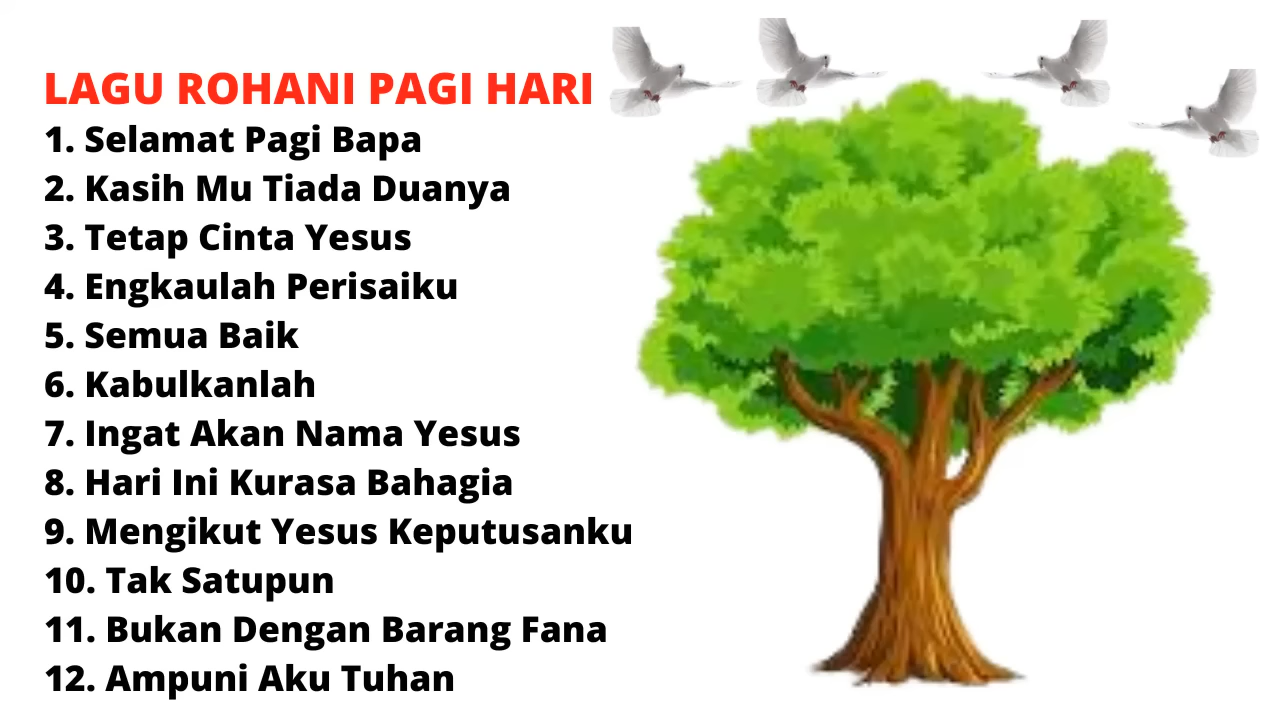 LAGU ROHANI PAGI HARI
1. Selamat Pagi Bapa
2. Kasih Mu Tiada Duanya
3. Tetap Cinta Yesus
4. Engkaulah Perisaiku
5. Semua Baik
6. Kabulkanlah
7. Ingat Akan Nama Yesus
8. Hari Ini Kurasa Bahagia
9. Mengikut Yesus Keputusanku
10. Tak Satupun
11. Bukan Dengan Barang Fana
12. Ampuni Aku Tuhan